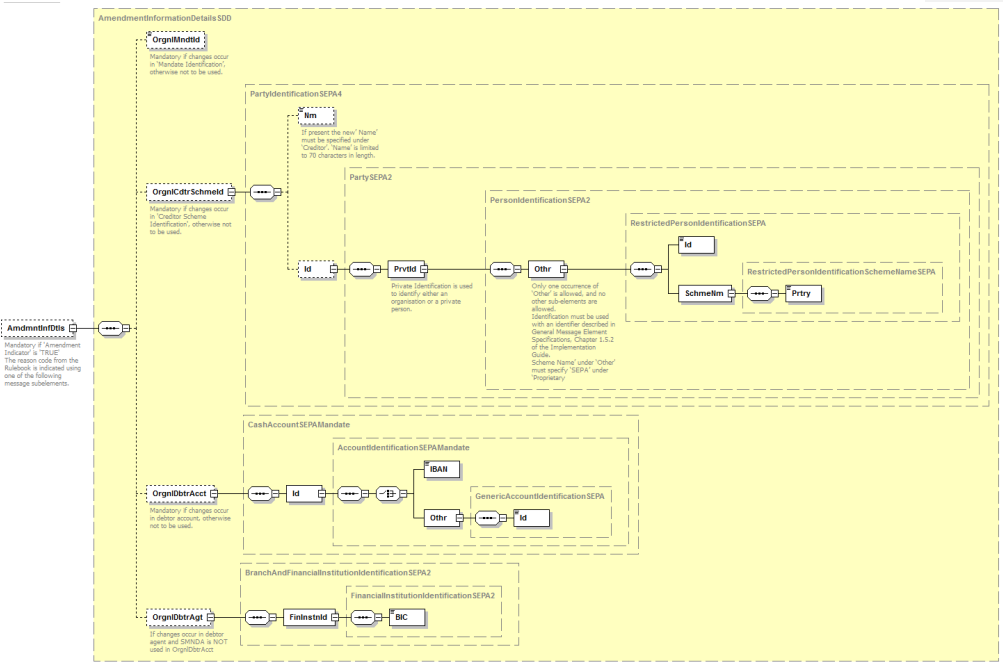 AmendmentInformationDetailsSDD
OrgnlMndtId
Mandatory if changes occur
in 'Mandate Identification',
otherwise not to be used.
PartyIdentificationSEPA4
Nm
If present the new' Name'
must be specified under
'Creditor'. 'Name' is limited
to 70 characters in length.
PartySEPA2
OrgnlCdtrSchmeId
Mandatory if changes occur
in 'Creditor Scheme
Identification', otherwise not
to be used.
PersonIdentificationSEPA2
RestrictedPersonIdentificationSEPA
Id
Id
PrvtId
Private Identification is used
to identify either an
organisation or a private
person.
Othr
Only one occurrence of
'Other' is allowed, and no
other sub-elements are
allowed.
Identification must be used
with an identifier described in
General Message Element
Specifications, Chapter 1.5.2
of the Implementation
Guide.
Scheme Name' under 'Other'
must specify 'SEPA' under
'Proprietary
RestrictedPersonIdentificationSchemeNameSEPA
SchmeNm
Prtry
AmdmntInfDtls
Mandatory if 'Amendment
Indicator' is 'TRUE'
The reason code from the
Rulebook is indicated using
one of the following
message subelements.
CashAccountSEPAMandate
AccountIdentificationSEPAMandate
IBAN
OrgnlDbtrAcct
Mandatory if changes occur
in debtor account, otherwise
not to be used.
Id
GenericAccountIdentificationSEPA
Othr
Id
BranchAndFinancialInstitutionIdentificationSEPA2
FinancialInstitutionIdentificationSEPA2
OrgnlDbtrAgt
If changes occur in debtor
agent and SMNDA is NOT
used in OrgnlDbtrAcct
FinInstnId
BIC